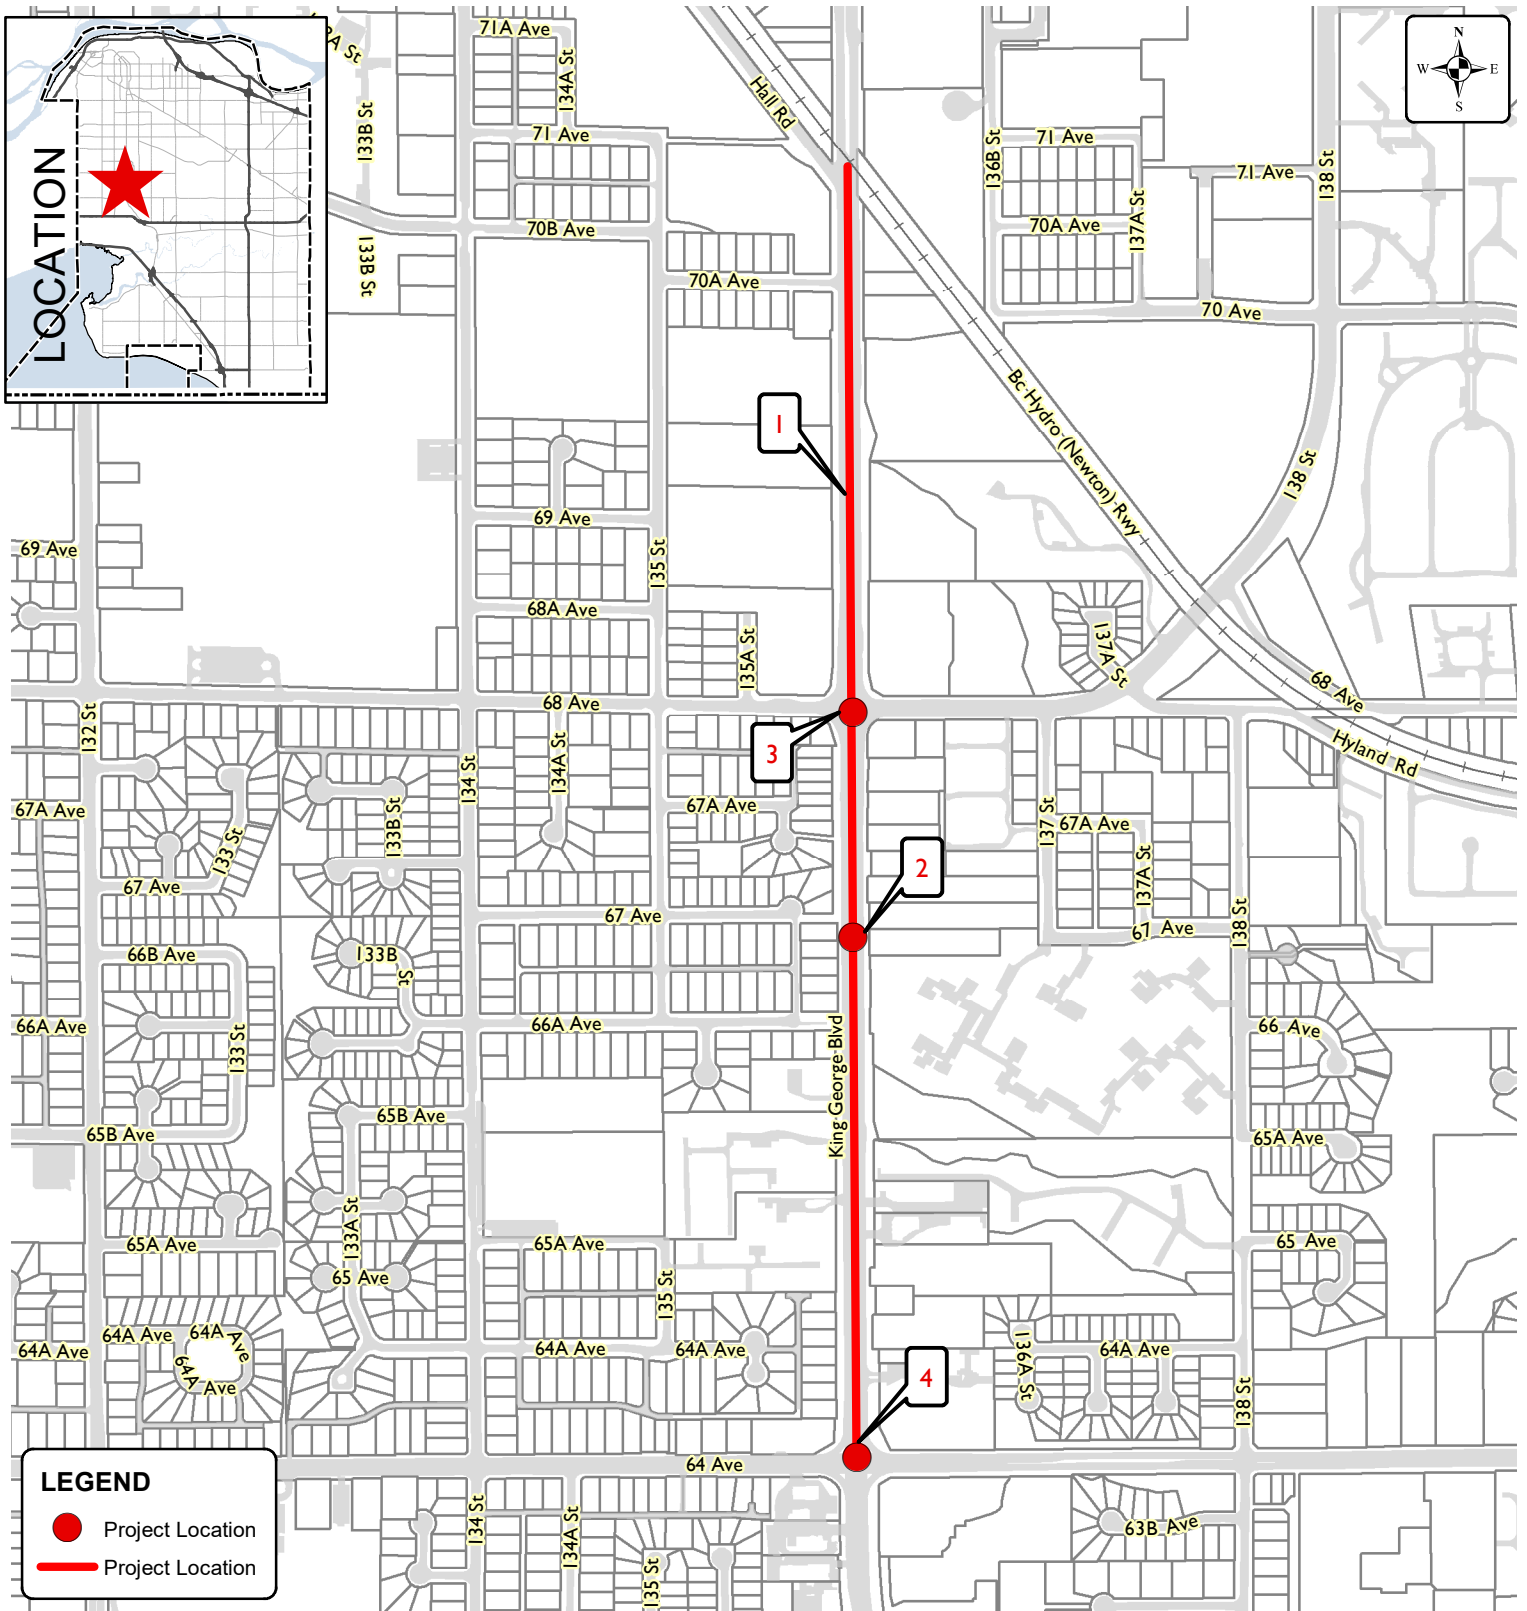 71A Ave
134A St
133B St
71 Ave
Hall Rd
136B St
71 Ave
71 Ave
138 St
137A St
70A Ave
70B Ave
133B St
70A Ave
70 Ave
N
W E
S
LOCATION
1
Bc Hydro (Newton) Rwy
138 St
69 Ave
69 Ave
135 St
68A Ave
135A St
137A St
68 Ave
68 Ave
Hyland Rd
132 St
134A St
134 St
3
67A Ave
133 St
133B St
67A Ave
137 St
67A Ave
137A St
2
67 Ave
67 Ave
67 Ave
138 St
66B Ave
133B
St
66A Ave
133 St
66A Ave
King George Blvd
66 Ave
65B Ave
65B Ave
65A Ave
65A Ave
133A St
65A Ave
65 Ave
65 Ave
135 St
64A Ave
64A Ave
64A Ave
64A
Ave
64A Ave
64A Ave
136A St
64A Ave
138 St
4
64 Ave
LEGEND
Project Location
Project Location
134 St
134A St
135 St
63B Ave